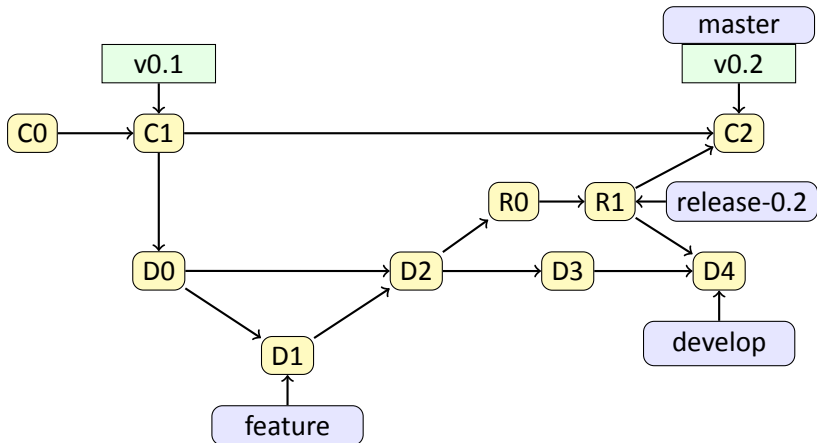 master
v0.1
v0.2
C0
C1
C2
R0
R1
release-0.2
D0
D2
D3
D4
D1
develop
feature